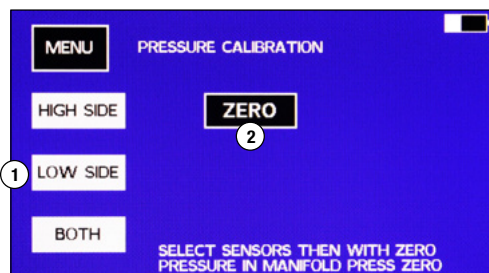 MENU
PRESSURE CALIBRATION
HIGH SIDE
ZERO
2
1
LOW SIDE
BOTH
SELECT SENSORS THEN WITH ZERO
PRESSURE IN MANIFOLD PRESS ZERO